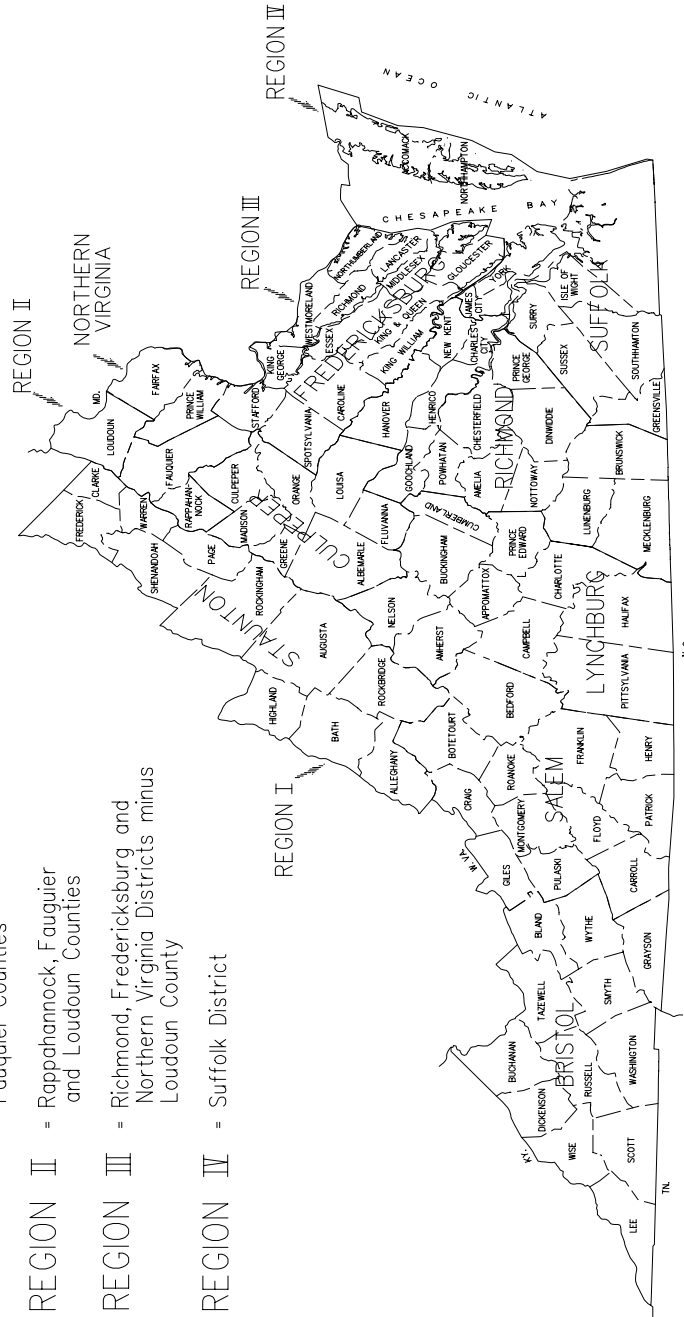 Fauquier Counties
REGION II = Rappahannock, Fauquier
and Loudoun Counties
REGION III = Richmond, Fredericksburg and
Northern Virginia Districts minus
Loudoun County
REGION IV = Suffolk District
REGION II
NORTHERN
VIRGINIA
REGION III
REGION IV
REGION I
ATLANTIC OCEAN
CHESAPEAKE BAY
MD.
W. VA.
KY.
TN.
STAUNTON
CULPEPER
FREDERICKSBURG
RICHMOND
SUFFOLK
LYNCHBURG
SALEM
BRISTOL
FREDERICK
CLARKE
LOUDOUN
FAIRFAX
WARREN
FAUQUIER
PRINCE
WILLIAM
SHENANDOAH
RAPPAHAN
NOCK
PAGE
CULPEPER
STAFFORD
KING
GEORGE
MADISON
ROCKINGHAM
GREENE
ORANGE
SPOTSYLVANIA
WESTMORELAND
NORTHUMBERLAND
RICHMOND
LANCASTER
ESSEX
MIDDLESEX
CAROLINE
KING & QUEEN
KING WILLIAM
GLOUCESTER
ACCOMACK
NORTHHAMPTON
HIGHLAND
AUGUSTA
ALBEMARLE
LOUISA
HANOVER
NEW KENT
JAMES
CITY
YORK
CHARLES
CITY
BATH
ROCKBRIDGE
NELSON
FLUVANNA
GOOCHLAND
HENRICO
POWHATAN
CHESTERFIELD
CUMBERLAND
BUCKINGHAM
AMELIA
PRINCE
GEORGE
SURRY
ISLE OF
WIGHT
ALLEGHANY
BOTETOURT
AMHERST
APPOMATTOX
PRINCE
EDWARD
NOTTOWAY
DINWIDDIE
SUSSEX
SOUTHHAMPTON
CRAIG
ROANOKE
BEDFORD
CAMPBELL
CHARLOTTE
LUNENBURG
BRUNSWICK
GREENSVILLE
GILES
MONTGOMERY
FRANKLIN
PITTSYLVANIA
HALIFAX
MECKLENBURG
BLAND
PULASKI
FLOYD
HENRY
PATRICK
BUCHANAN
TAZEWELL
WYTHE
CARROLL
DICKENSON
RUSSELL
SMYTH
GRAYSON
WISE
WASHINGTON
SCOTT
LEE